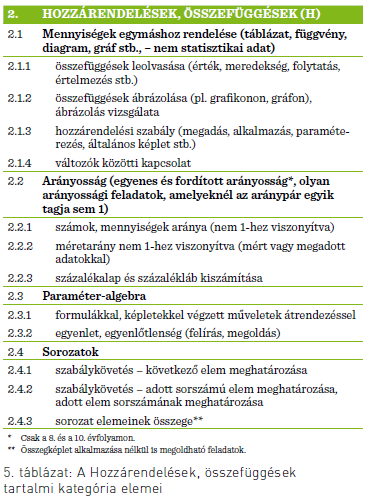 2. HOZZÁRENDELÉSEK, ÖSSZEFÜGGÉSEK (H)
2.1 Mennyiségek egymáshoz rendelése (táblázat, függvény,
diagram, gráf stb., – nem statisztikai adat)
2.1.1 összefüggések leolvasása (érték, meredekség, folytatás,
értelmezés stb.)
2.1.2 összefüggések ábrázolása (pl. grafikonon, gráfon),
ábrázolás vizsgálata
2.1.3 hozzárendelési szabály (megadás, alkalmazás, paraméte-
rezés, általános képlet stb.)
2.1.4 változók közötti kapcsolat
2.2 Arányosság (egyenes és fordított arányosság*, olyan
arányossági feladatok, amelyeknél az aránypár egyik
tagja sem 1)
2.2.1 számok, mennyiségek aránya (nem 1-hez viszonyítva)
2.2.2 méretarány nem 1-hez viszonyítva (mért vagy megadott
adatokkal)
2.2.3 százalékalap és százalékláb kiszámítása
2.3 Paraméter-algebra
2.3.1 formulákkal, képletekkel végzett műveletek átrendezéssel
2.3.2 egyenlet, egyenlőtlenség (felírás, megoldás)
2.4 Sorozatok
2.4.1 szabálykövetés – következő elem meghatározása
2.4.2 szabálykövetés – adott sorszámú elem meghatározása,
adott elem sorszámának meghatározása
2.4.3 sorozat elemeinek összege**
* Csak a 8. és a 10. évfolyamon.
** Összegképlet alkalmazása nélkül is megoldható feladatok.
5. táblázat: A Hozzárendelések, összefüggések
tartalmi kategória elemei